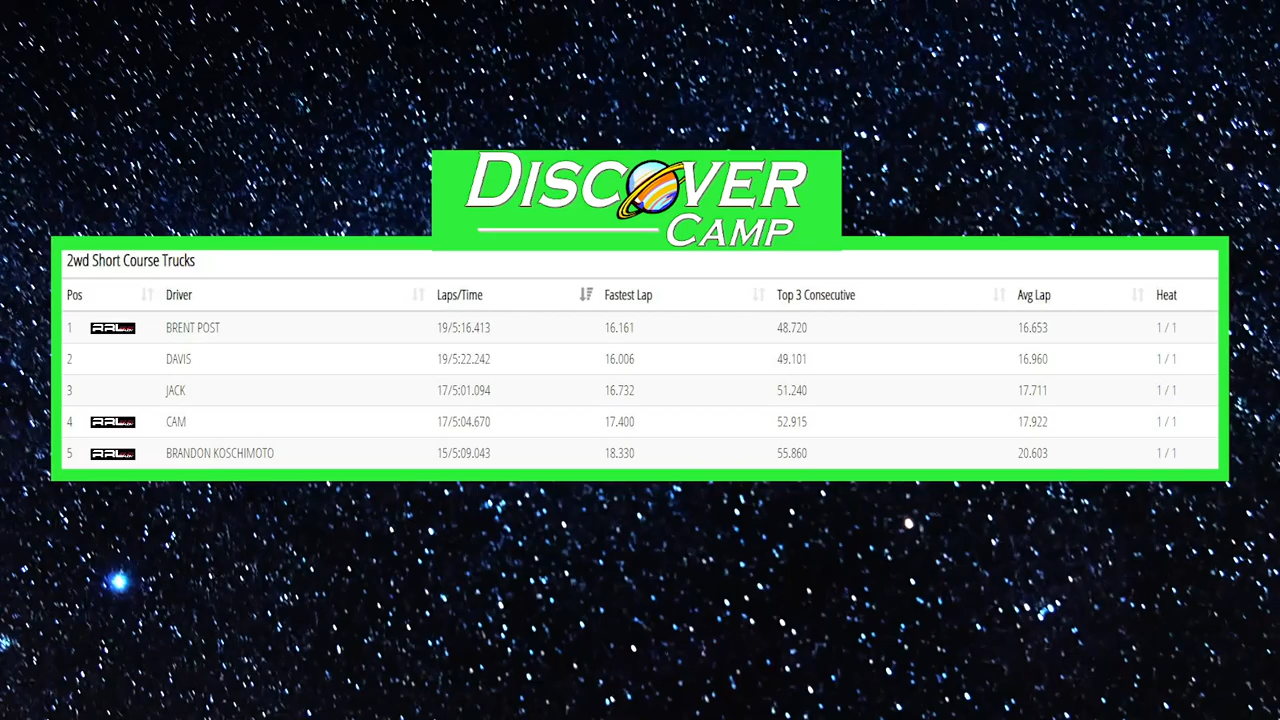 DISCOVER
CAMP
2wd Short Course Trucks
Pos Driver Laps/Time Fastest Lap Top 3 Consecutive Avg Lap Heat
1 RRL BRENT POST 19/5:16.413 16.161 48.720 16.653 1 / 1
2 DAVIS 19/5:22.242 16.006 49.101 16.960 1 / 1
3 JACK 17/5:01.094 16.732 51.240 17.711 1 / 1
4 RRL CAM 17/5:04.670 17.400 52.915 17.922 1 / 1
5 RRL BRANDON KOSCHIMOTO 15/5:09.043 18.330 55.860 20.603 1 / 1